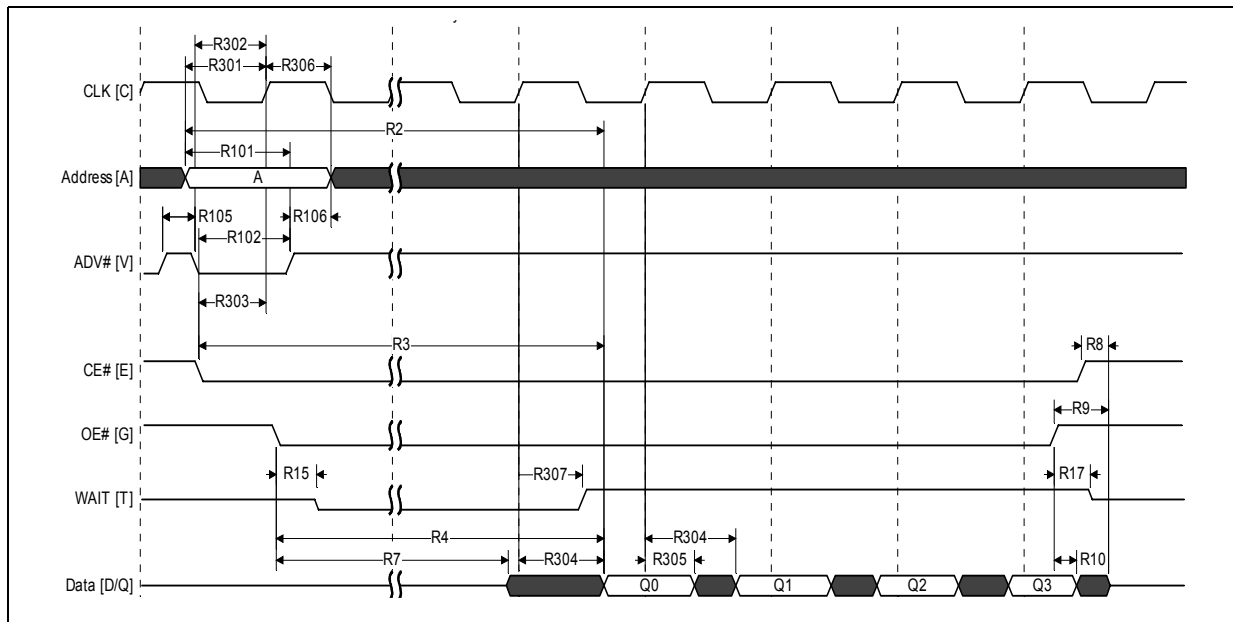 R302
R301
R306
CLK [C]
R2
R101
Address [A]
A
R105
R106
R102
ADV# [V]
R303
R3
R8
CE# [E]
R9
OE# [G]
R15
R307
R17
WAIT [T]
R4
R304
R7
R304
R305
R10
Data [D/Q]
Q0
Q1
Q2
Q3